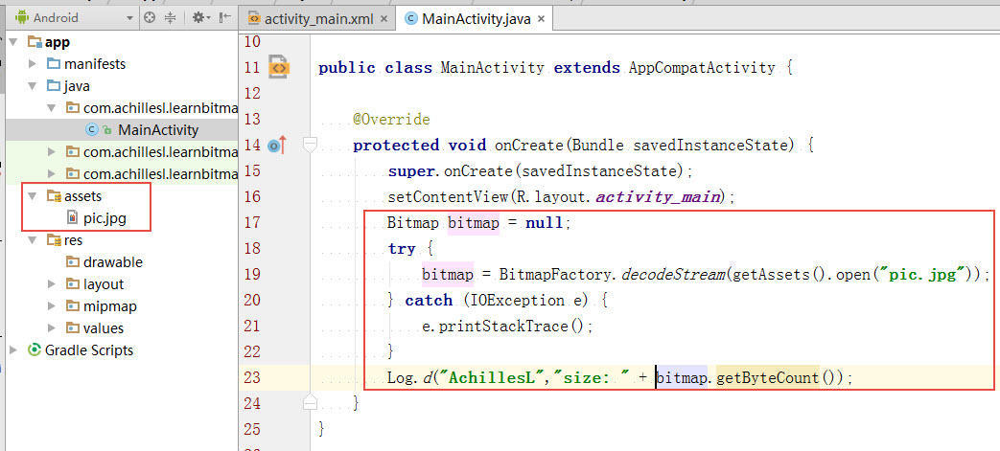 Android
activity_main.xml
MainActivity.java
app
manifests
java
com.achillesl.learnbitma
MainActivity
com.achillesl.learnbitma
com.achillesl.learnbitma
assets
pic.jpg
res
drawable
layout
mipmap
values
Gradle Scripts
10
11 public class MainActivity extends AppCompatActivity {
12
13 @Override
14 protected void onCreate(Bundle savedInstanceState) {
15 super.onCreate(savedInstanceState);
16 setContentView(R.layout.activity_main);
17 Bitmap bitmap = null;
18 try {
19 bitmap = BitmapFactory.decodeStream(getAssets().open("pic.jpg"));
20 } catch (IOException e) {
21 e.printStackTrace();
22 }
23 Log.d("AchillesL","size: " + bitmap.getByteCount());
24 }
25 }